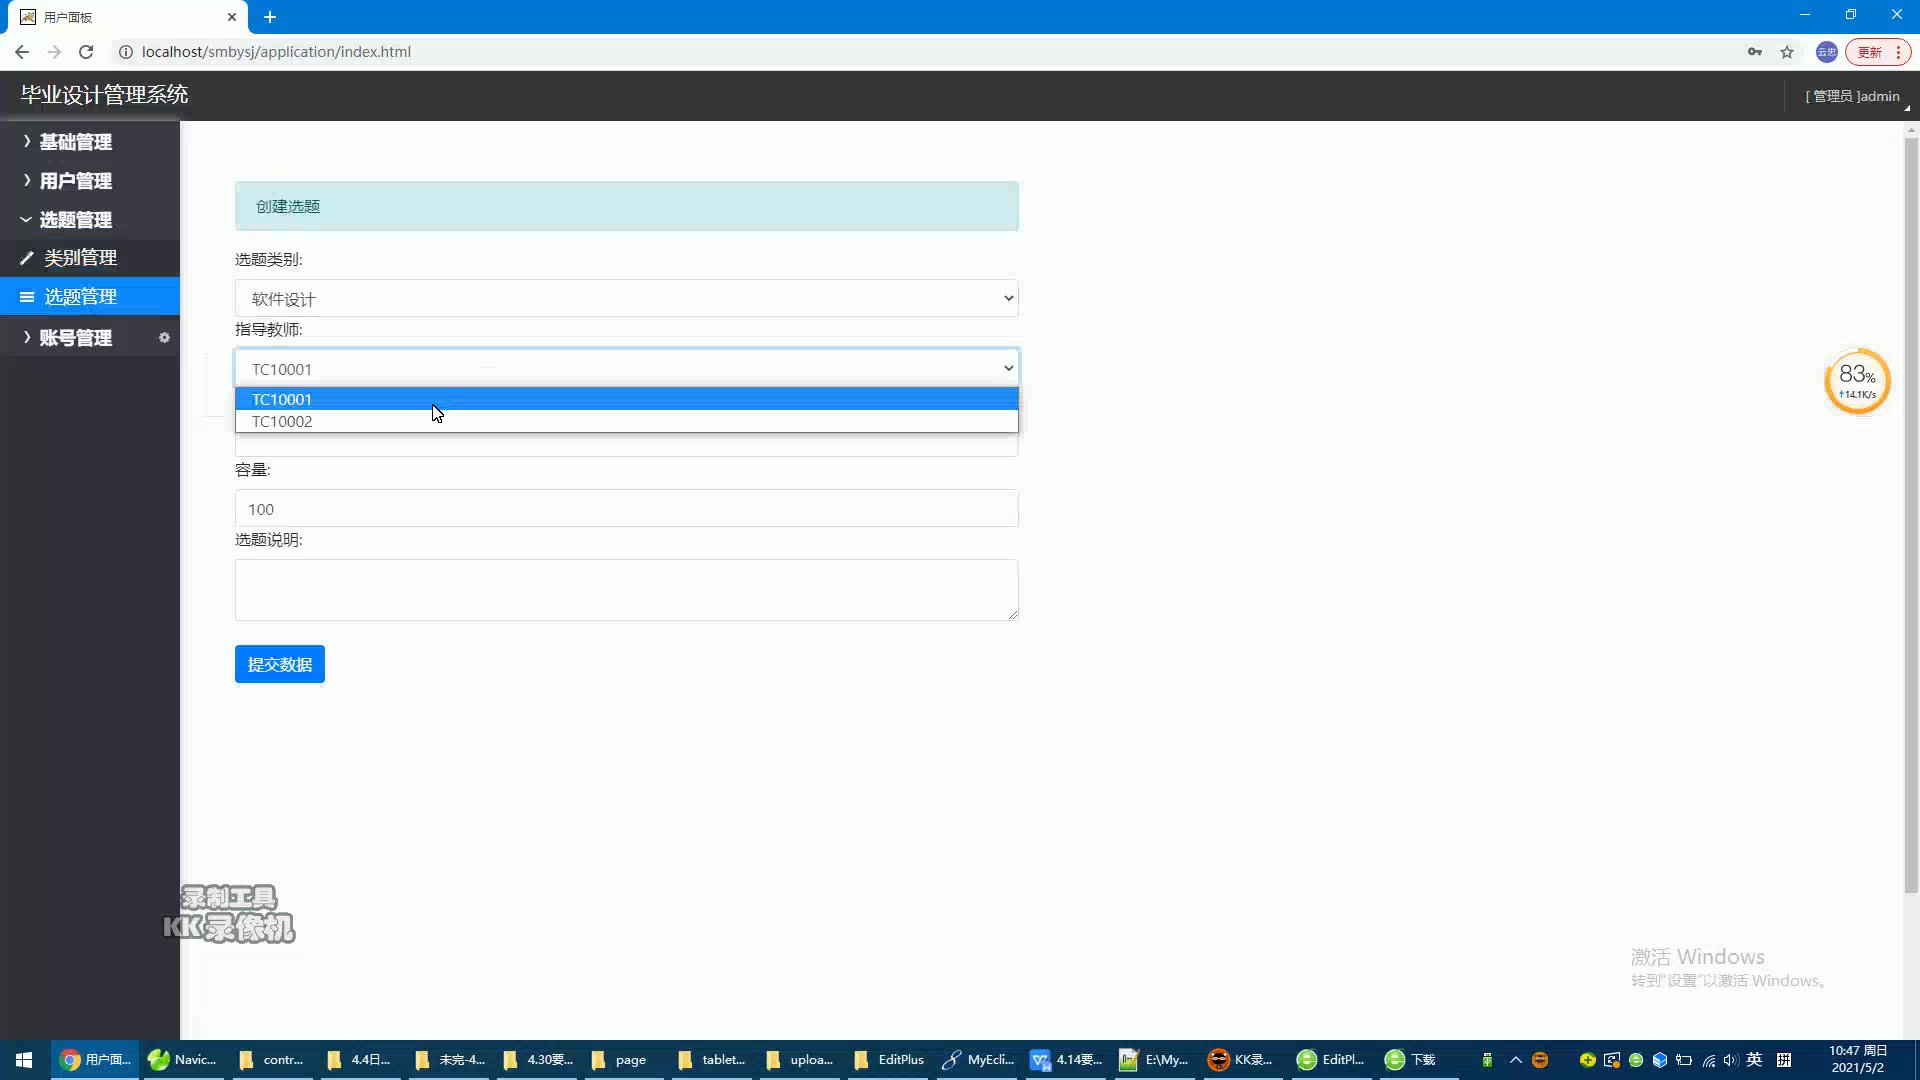 用户面板
localhost/smbysj/application/index.html
更新
毕业设计管理系统
[ 管理员 ]admin
基础管理
用户管理
选题管理
类别管理
选题管理
账号管理
创建选题
选题类别:
软件设计
指导教师:
TC10001
TC10001
TC10002
容量:
100
选题说明:
提交数据
83%
↑14.1K/s
录制工具
KK录像机
激活 Windows
转到"设置"以激活 Windows。
用户面...
Navic...
contr...
4.4日...
未完-4...
4.30要...
page
tablet...
uploa...
EditPlus
MyEcli...
4.14要...
E:\My...
KK录...
EditPl...
下载
英
拼
10:47 周日
2021/5/2